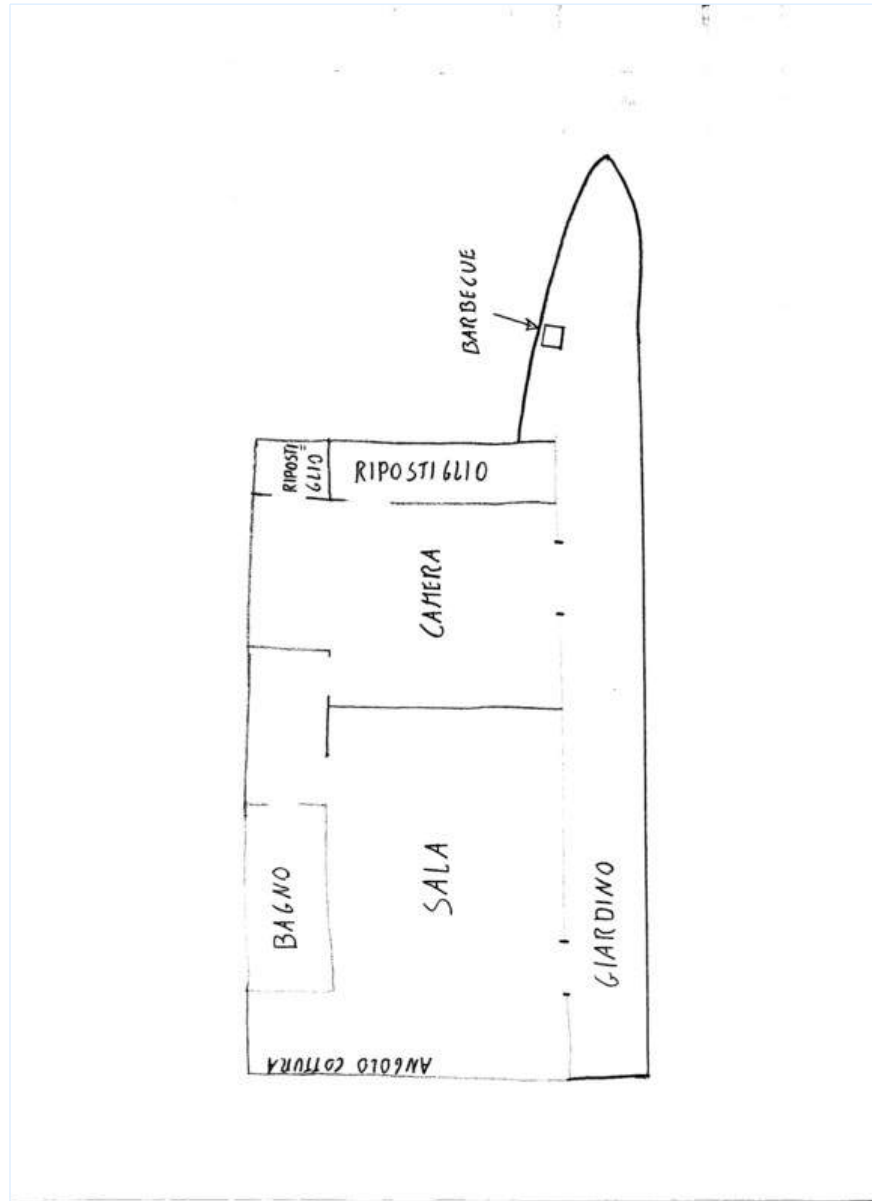 BARBECUE
RIPOSTI=
GLIO
RIPOSTIGLIO
CAMERA
SALA
BAGNO
GIARDINO
ANGOLO COTTURA